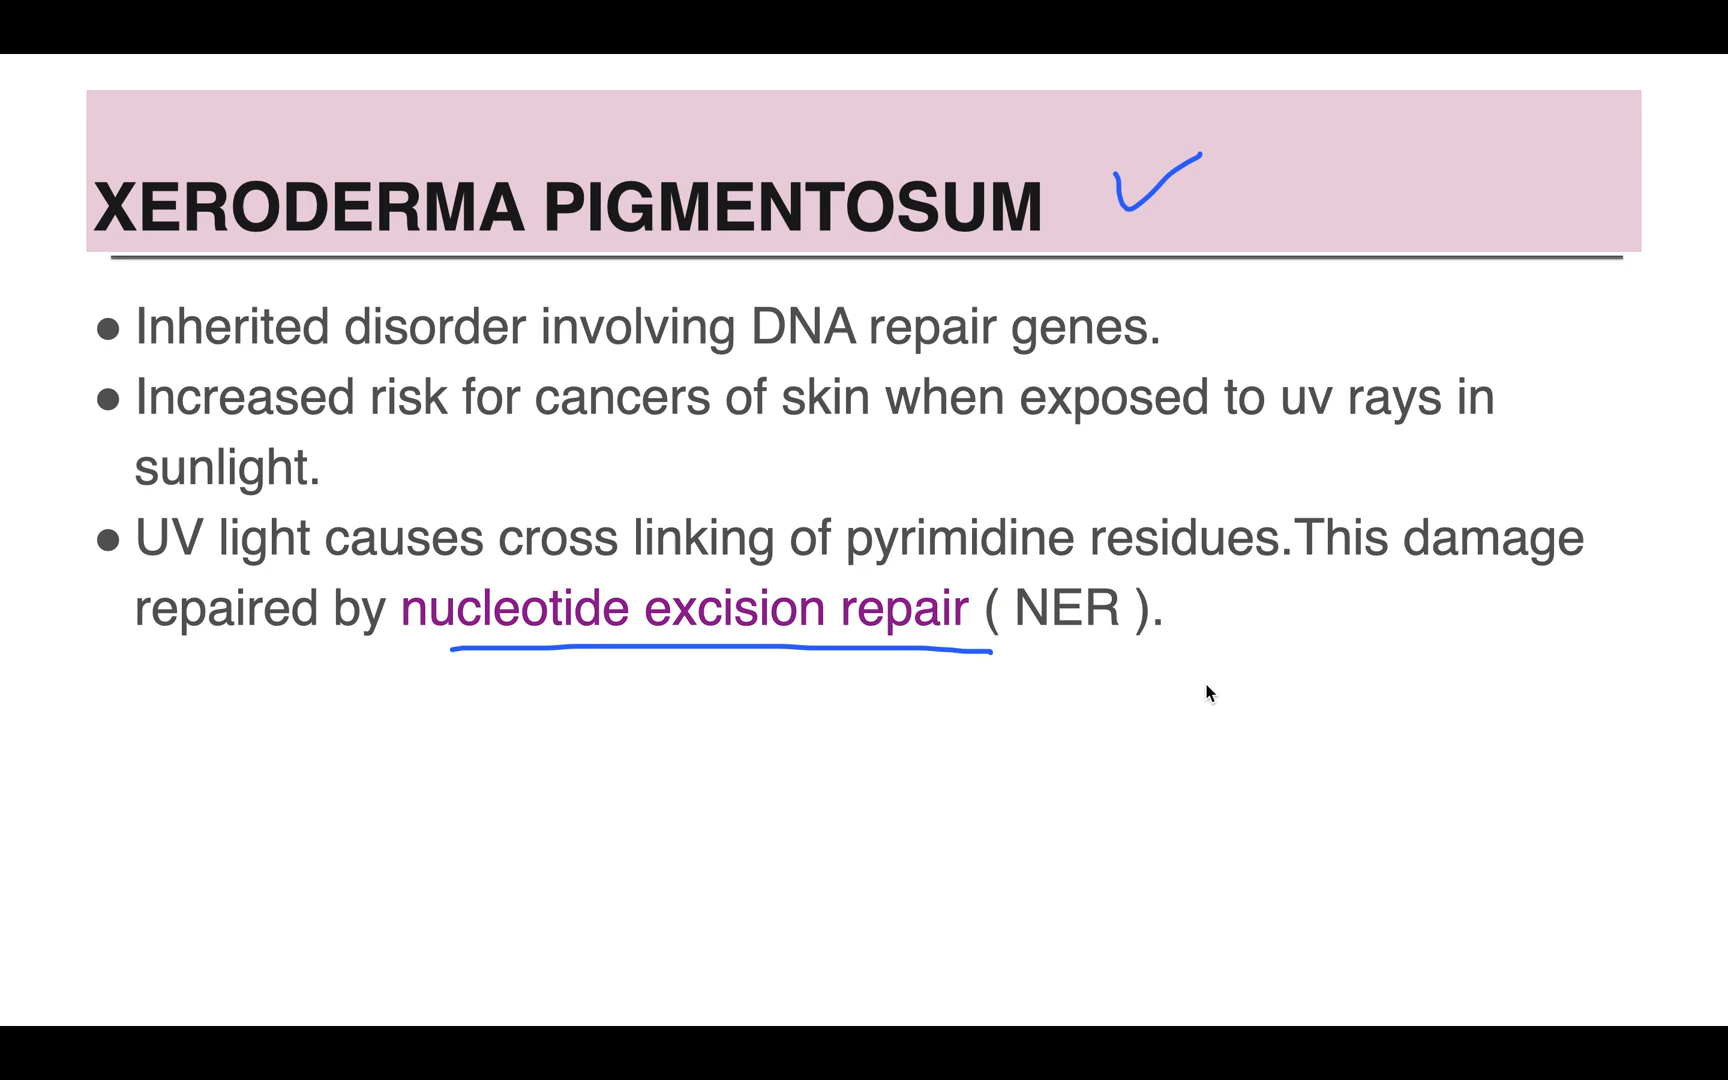 XERODERMA PIGMENTOSUM
● Inherited disorder involving DNA repair genes.
● Increased risk for cancers of skin when exposed to uv rays in
sunlight.
● UV light causes cross linking of pyrimidine residues.This damage
repaired by nucleotide excision repair ( NER ).